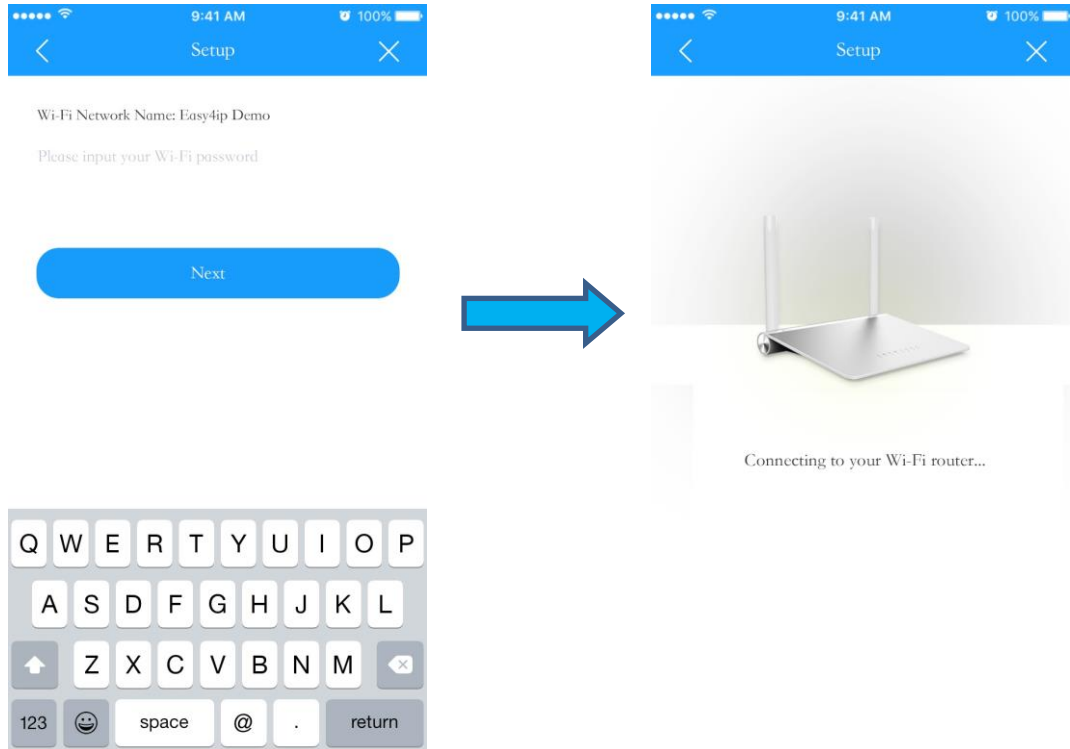 9:41 AM 100%
Setup
Wi-Fi Network Name: Easy4ip Demo
Please input your Wi-Fi password
Next
Q W E R T Y U I O P
A S D F G H J K L
Z X C V B N M
123 space @ . return
9:41 AM 100%
Setup
Connecting to your Wi-Fi router...